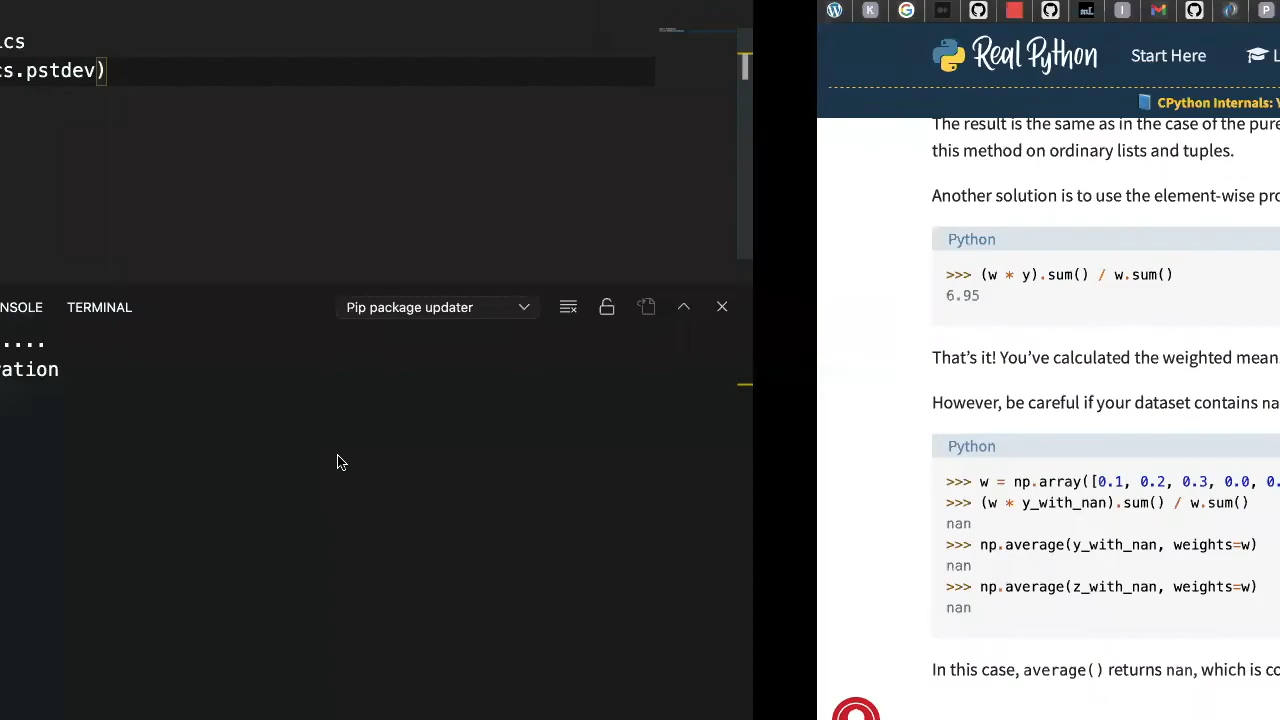 ics
cs.pstdev)
NSOLE
TERMINAL
Pip package updater
....
ration
K
G
nL
I
P
Real Python
Start Here
L
CPython Internals: Y
The result is the same as in the case of the pure
this method on ordinary lists and tuples.
Another solution is to use the element-wise pro
Python
>>> (w * y).sum() / w.sum()
6.95
That’s it! You’ve calculated the weighted mean
However, be careful if your dataset contains na
Python
>>> w = np.array([0.1, 0.2, 0.3, 0.0, 0.
>>> (w * y_with_nan).sum() / w.sum()
nan
>>> np.average(y_with_nan, weights=w)
nan
>>> np.average(z_with_nan, weights=w)
nan
In this case, average() returns nan, which is co